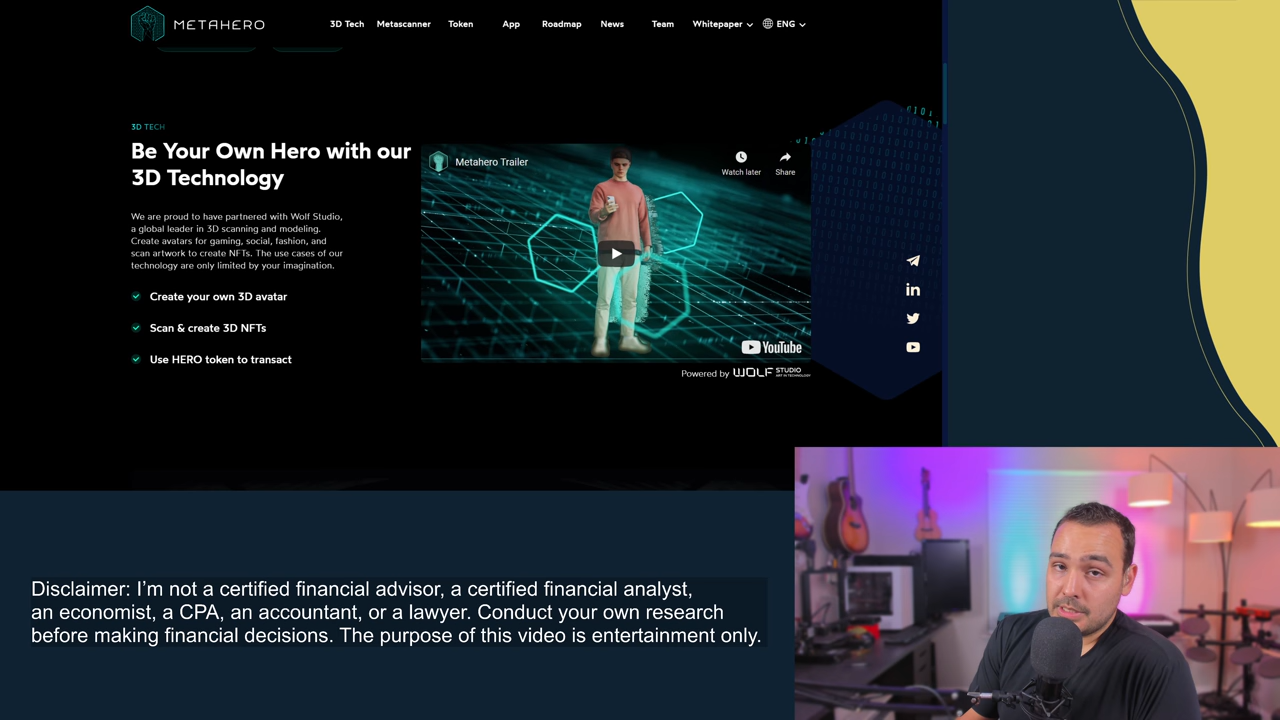 METAHERO
3D Tech Metascanner Token App Roadmap News Team Whitepaper ENG
3D TECH
Be Your Own Hero with our
3D Technology
We are proud to have partnered with Wolf Studio,
a global leader in 3D scanning and modeling.
Create avatars for gaming, social, fashion, and
scan artwork to create NFTs. The use cases of our
technology are only limited by your imagination.
Create your own 3D avatar
Scan & create 3D NFTs
Use HERO token to transact
Metahero Trailer
Watch later Share
YouTube
Powered by WOLF STUDIO
ART IN TECHNOLOGY
in
Disclaimer: I’m not a certified financial advisor, a certified financial analyst,
an economist, a CPA, an accountant, or a lawyer. Conduct your own research
before making financial decisions. The purpose of this video is entertainment only.